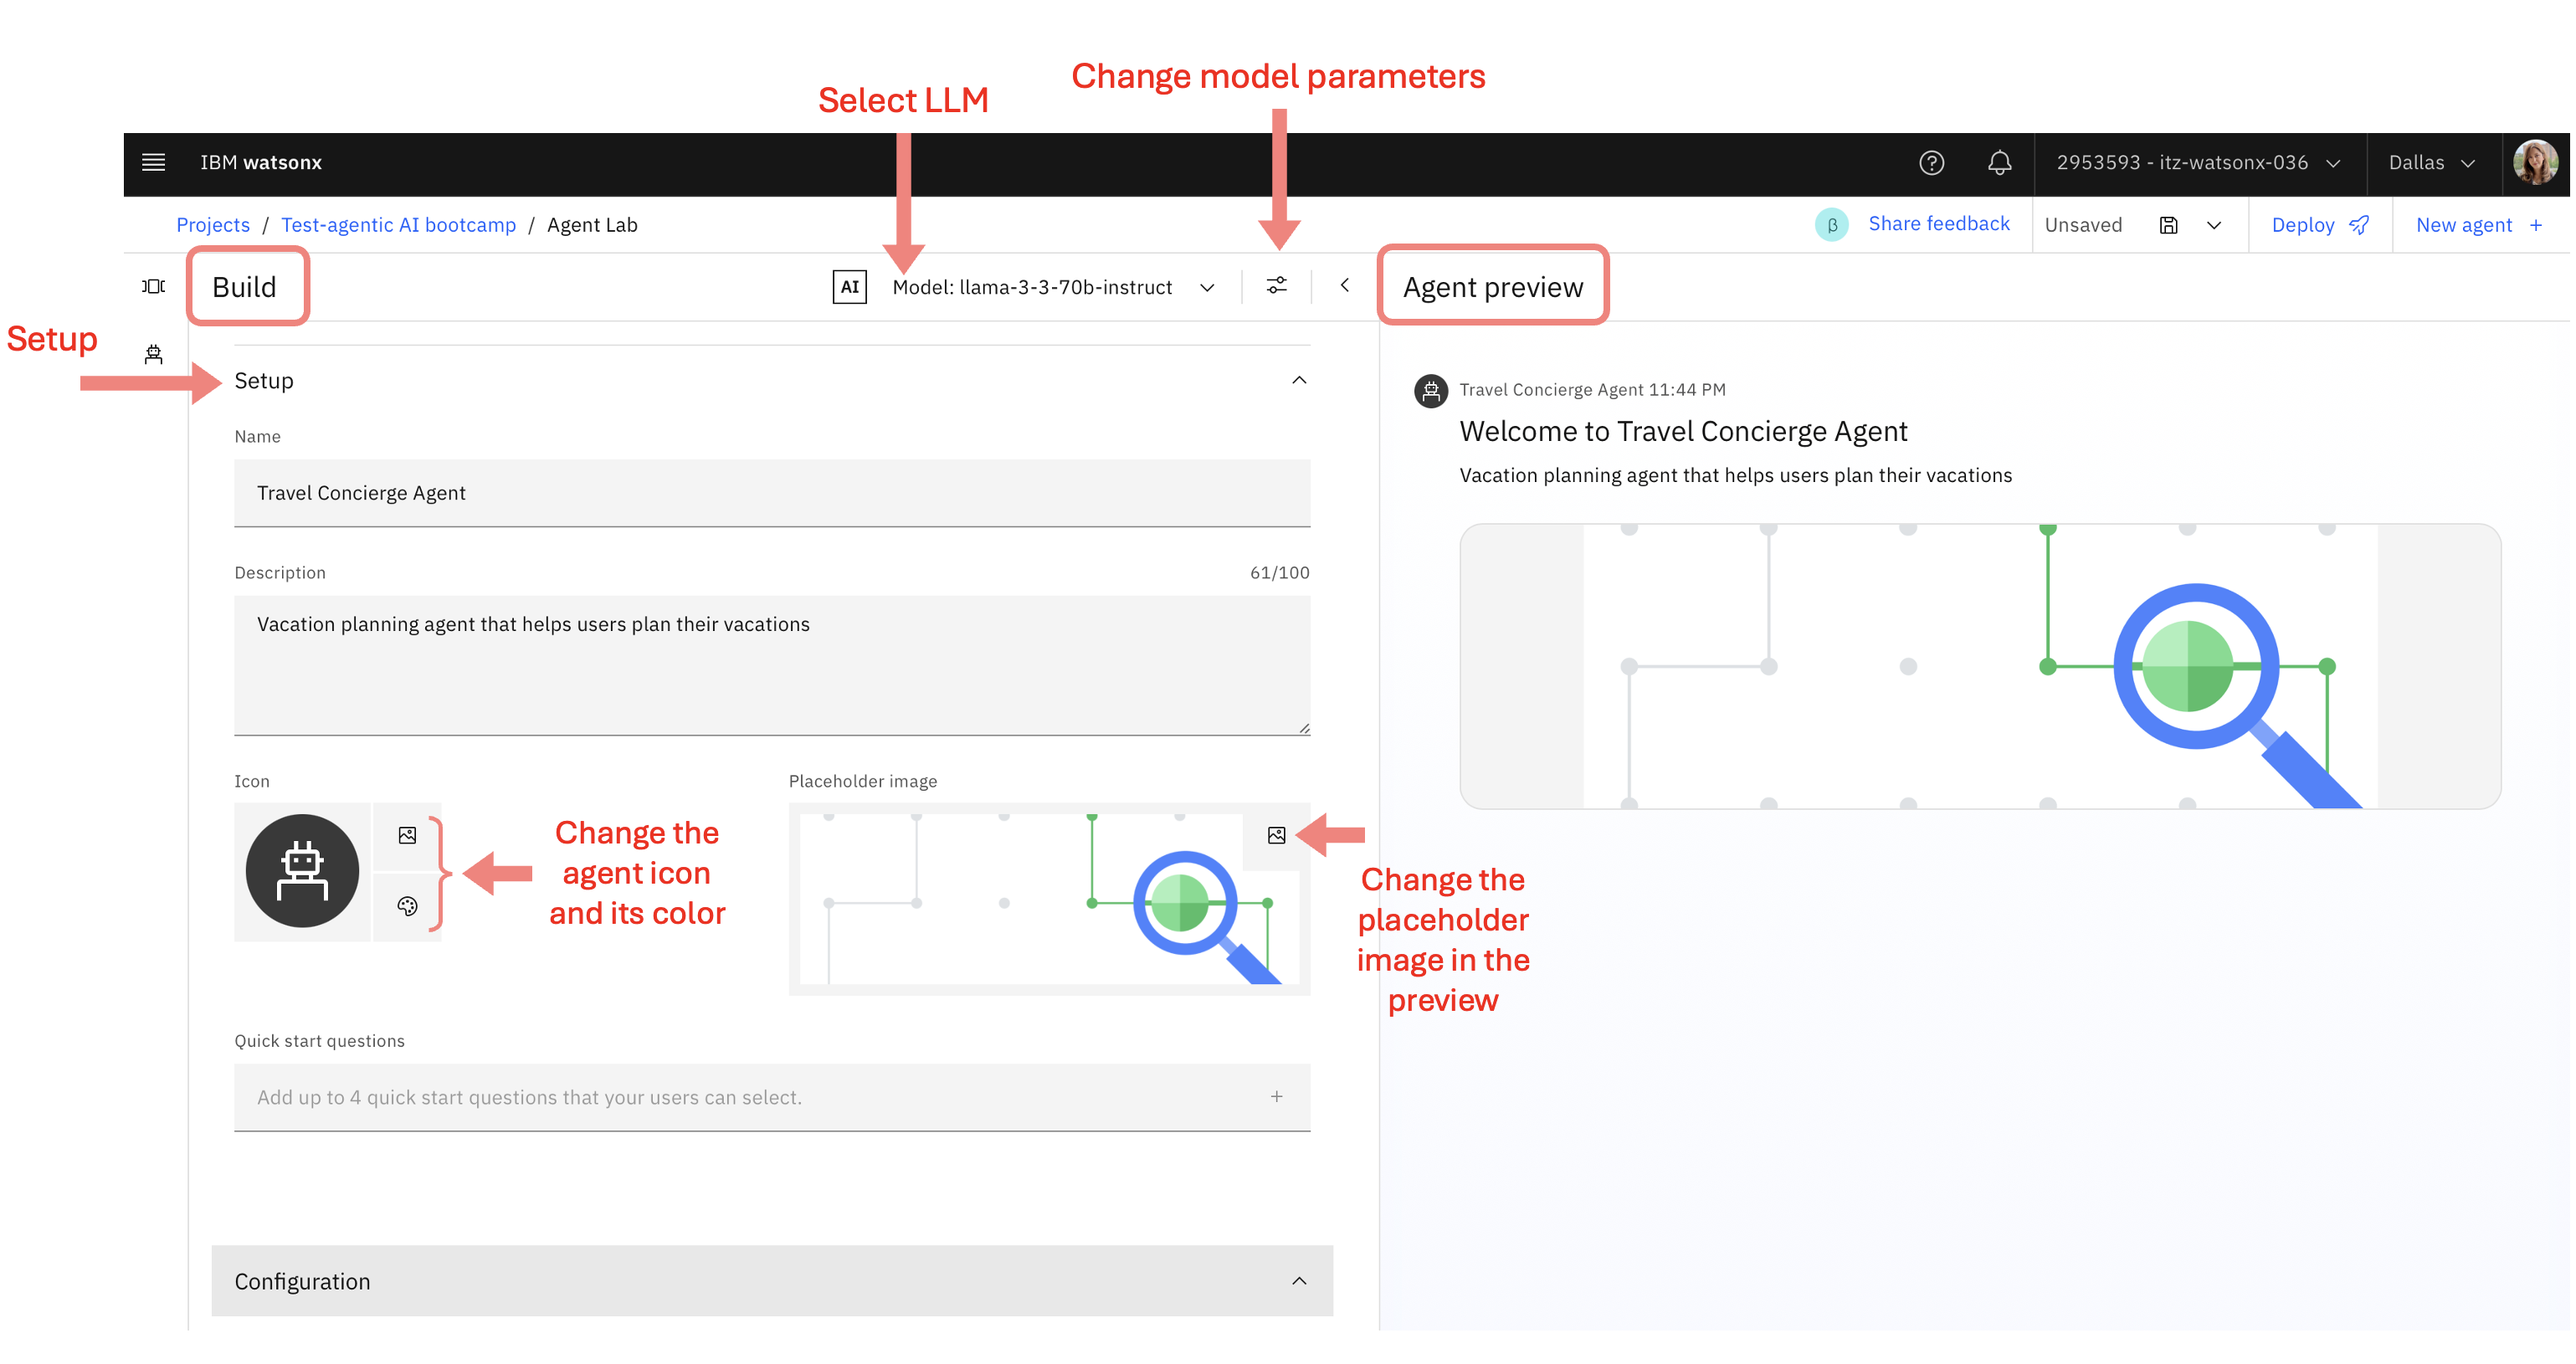 Change model parameters
Select LLM
IBM watsonx
2953593 - itz-watsonx-036
Dallas
Projects / Test-agentic AI bootcamp / Agent Lab
β Share feedback
Unsaved
Deploy
New agent +
Build
AI Model: llama-3-3-70b-instruct
Agent preview
Setup
Setup
Name
Travel Concierge Agent
Description
61/100
Vacation planning agent that helps users plan their vacations
Icon
Change the
agent icon
and its color
Placeholder image
Change the
placeholder
image in the
preview
Quick start questions
Add up to 4 quick start questions that your users can select. +
Configuration
Travel Concierge Agent 11:44 PM
Welcome to Travel Concierge Agent
Vacation planning agent that helps users plan their vacations